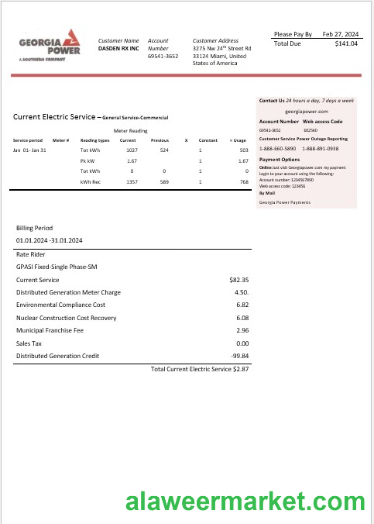 GEORGIA
POWER
A SOUTHERN COMPANY
Customer Name
DASDEN RX INC
Account
Number
69541-3652
Customer Address
3275 Nw 24th Street Rd
33124 Miami, United
States of America
Please Pay By Feb 27, 2024
Total Due $141.04
Contact Us 24 hours a day, 7 days a week
georgiapower.com
Account Number Web access Code
Customer Service Power Outage Reporting
1-888-660-5890 1-888-891-0938
Payment Options
Online: Just visit Georgiapower.com my payment
Login to your account using the following:
Account number: 1234567890
Web access code: 123456
By Mail
Georgia Power Payments
Current Electric Service – General Service-Commercial
Meter Reading
Service period Meter # Reading types Current Previous X Constant = Usage
Jan 01- Jan 31 Tot kWh 1027 524 1 503
Pk kW 1.67 1 1.67
Tot kWh 0 0 1 0
kWh Rec 1357 589 1 768
Billing Period
01.01.2024 -31.01.2024
Rate Rider
GPASI Fixed-Single Phase-SM
Current Service $82.35
Distributed Generation Meter Charge 4.50.
Environmental Compliance Cost 6.82
Nuclear Construction Cost Recovery 6.08
Municipal Franchise Fee 2.96
Sales Tax 0.00
Distributed Generation Credit -99.84
Total Current Electric Service $2.87
alaweermarket.com